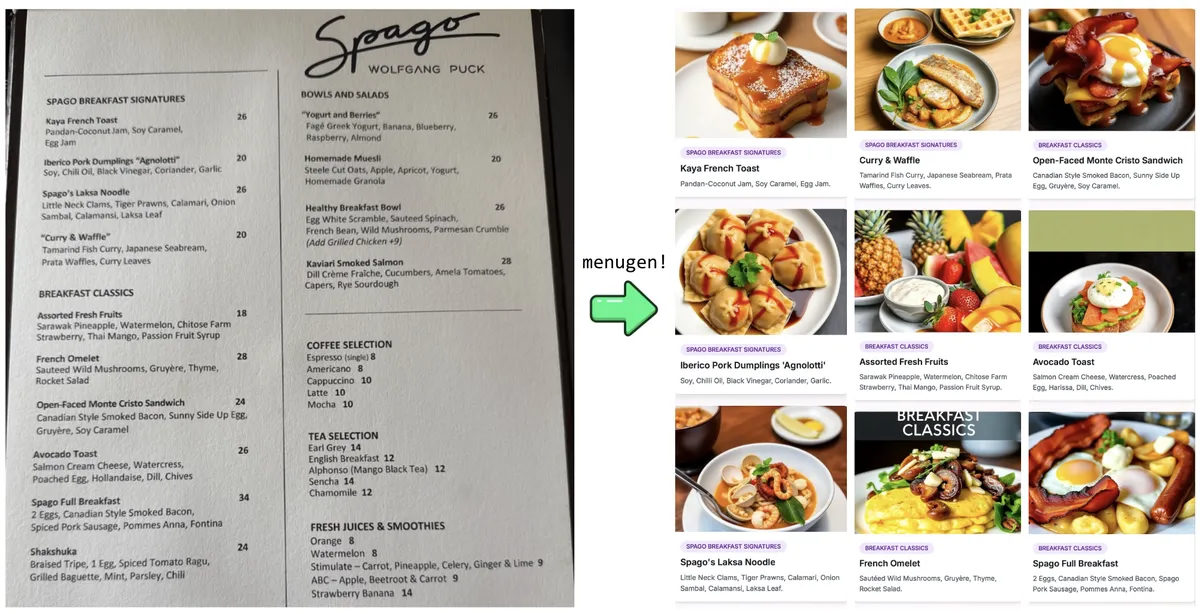 Spago
WOLFGANG PUCK
SPAGO BREAKFAST SIGNATURES
Kaya French Toast 26
Pandan-Coconut Jam, Soy Caramel,
Egg Jam
Iberico Pork Dumplings "Agnolotti" 20
Soy, Chili Oil, Black Vinegar, Coriander, Garlic
Spago's Laksa Noodle 26
Little Neck Clams, Tiger Prawns, Calamari, Onion
Sambal, Calamansi, Laksa Leaf
"Curry & Waffle" 20
Tamarind Fish Curry, Japanese Seabream,
Prata Waffles, Curry Leaves
BREAKFAST CLASSICS
Assorted Fresh Fruits 18
Sarawak Pineapple, Watermelon, Chitose Farm
Strawberry, Thai Mango, Passion Fruit Syrup
French Omelet 28
Sauteed Wild Mushrooms, Gruyère, Thyme,
Rocket Salad
Open-Faced Monte Cristo Sandwich 24
Canadian Style Smoked Bacon, Sunny Side Up Egg,
Gruyère, Soy Caramel
Avocado Toast 26
Salmon Cream Cheese, Watercress,
Poached Egg, Hollandaise, Dill, Chives
Spago Full Breakfast 34
2 Eggs, Canadian Style Smoked Bacon,
Spiced Pork Sausage, Pommes Anna, Fontina
Shakshuka 24
Braised Tripe, 1 Egg, Spiced Tomato Ragu,
Grilled Baguette, Mint, Parsley, Chili
BOWLS AND SALADS
"Yogurt and Berries" 26
Fagé Greek Yogurt, Banana, Blueberry,
Raspberry, Almond
Homemade Muesli 20
Steele Cut Oats, Apple, Apricot, Yogurt,
Homemade Granola
Healthy Breakfast Bowl 26
Egg White Scramble, Sauteed Spinach,
French Bean, Wild Mushrooms, Parmesan Crumble
(Add Grilled Chicken +9)
Kaviari Smoked Salmon 28
Dill Crème Fraîche, Cucumbers, Amela Tomatoes,
Capers, Rye Sourdough
COFFEE SELECTION
Espresso (single) 8
Americano 8
Cappuccino 10
Latte 10
Mocha 10
TEA SELECTION
Earl Grey 14
English Breakfast 12
Alphonso (Mango Black Tea) 12
Sencha 14
Chamomile 12
FRESH JUICES & SMOOTHIES
Orange 8
Watermelon 8
Stimulate – Carrot, Pineapple, Celery, Ginger & Lime 9
ABC – Apple, Beetroot & Carrot 9
Strawberry Banana 14
menugen!
SPAGO BREAKFAST SIGNATURES
Kaya French Toast
Pandan-Coconut Jam, Soy Caramel, Egg Jam.
SPAGO BREAKFAST SIGNATURES
Curry & Waffle
Tamarind Fish Curry, Japanese Seabream, Prata
Waffles, Curry Leaves.
BREAKFAST CLASSICS
Open-Faced Monte Cristo Sandwich
Canadian Style Smoked Bacon, Sunny Side Up
Egg, Gruyère, Soy Caramel.
SPAGO BREAKFAST SIGNATURES
Iberico Pork Dumplings 'Agnolotti'
Soy, Chilli Oil, Black Vinegar, Coriander, Garlic.
BREAKFAST CLASSICS
Assorted Fresh Fruits
Sarawak Pineapple, Watermelon, Chitose Farm
Strawberry, Thai Mango, Passion Fruit Syrup.
BREAKFAST CLASSICS
Avocado Toast
Salmon Cream Cheese, Watercress, Poached
Egg, Harissa, Dill, Chives.
SPAGO BREAKFAST SIGNATURES
Spago's Laksa Noodle
Little Neck Clams, Tiger Prawns, Calamari, Onion
Sambal, Calamansi, Laksa Leaf.
BREAKFAST
CLASSICS
BREAKFAST CLASSICS
French Omelet
Sautéed Wild Mushrooms, Gruyère, Thyme,
Rocket Salad.
BREAKFAST CLASSICS
Spago Full Breakfast
2 Eggs, Canadian Style Smoked Bacon, Spiced
Pork Sausage, Pommes Anna, Fontina.